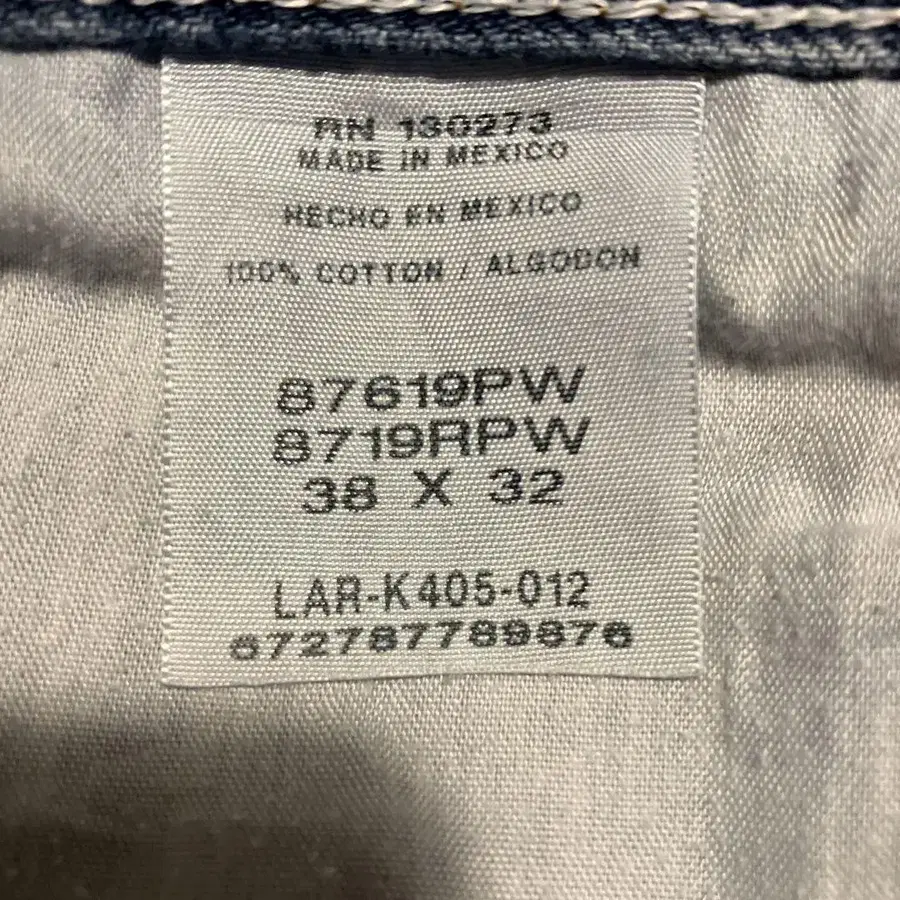 RN 130273
MADE IN MEXICO
HECHO EN MEXICO
100% COTTON / ALGODON
87619PW
8719RPW
38 X 32
LAR-K405-012
672787789876